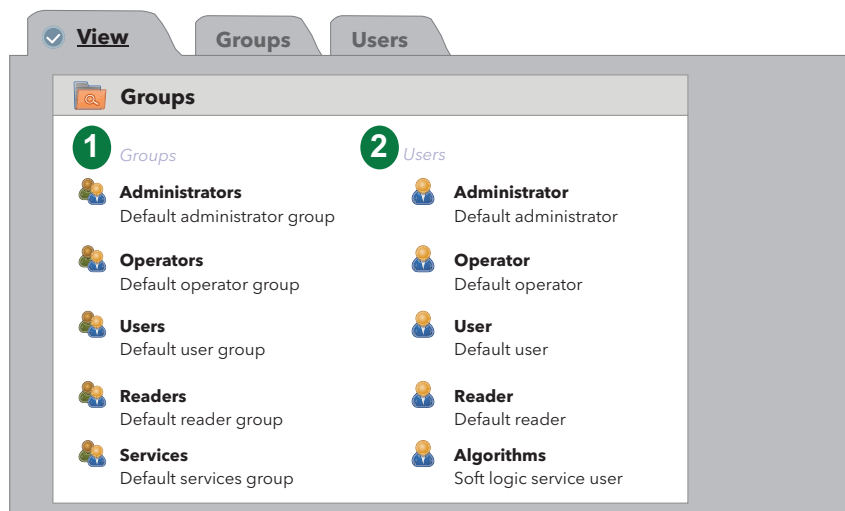 View
Groups
Users
Groups
1
Groups
2
Users
Administrators
Default administrator group
Administrator
Default administrator
Operators
Default operator group
Operator
Default operator
Users
Default user group
User
Default user
Readers
Default reader group
Reader
Default reader
Services
Default services group
Algorithms
Soft logic service user